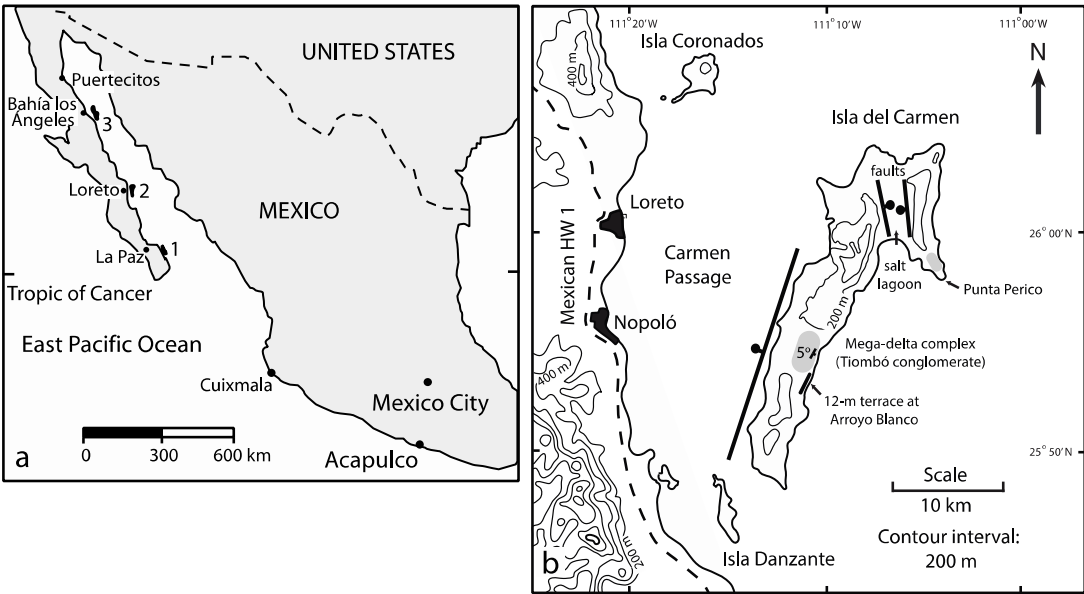 UNITED STATES
Puertecitos
Bahía los
Ángeles
3
Loreto
2
MEXICO
1
La Paz
Tropic of Cancer
East Pacific Ocean
Cuixmala
Mexico City
Acapulco
0
300
600 km
a
111°20'W
111°10'W
111°00'W
Isla Coronados
400 m
N
Isla del Carmen
faults
Mexican HW 1
Loreto
26°00'N
Carmen
Passage
salt
lagoon
Punta Perico
200 m
Nopoló
Mega-delta complex
(Tiombó conglomerate)
5°
400 m
12-m terrace at
Arroyo Blanco
25°50'N
Scale
10 km
Contour interval:
200 m
200 m
Isla Danzante
b